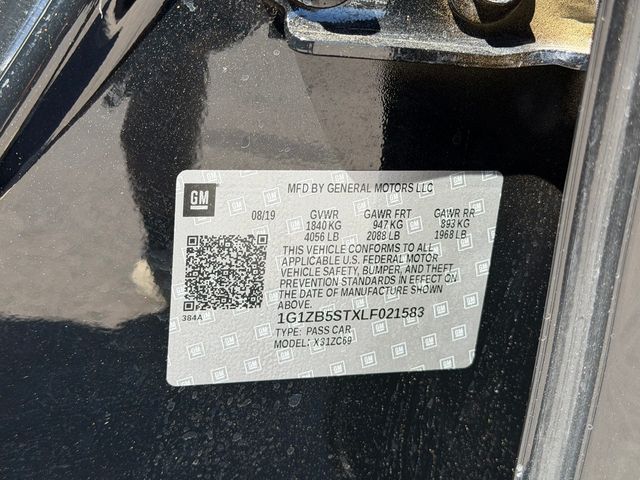 GM MFD BY GENERAL MOTORS LLC
08/19 GVWR GAWR FRT GAWR RR
1840 KG 947 KG 893 KG
4056 LB 2088 LB 1968 LB
THIS VEHICLE CONFORMS TO ALL
APPLICABLE U.S. FEDERAL MOTOR
VEHICLE SAFETY, BUMPER, AND THEFT
PREVENTION STANDARDS IN EFFECT ON
THE DATE OF MANUFACTURE SHOWN
ABOVE.
384A
1G1ZB5STXLF021583
TYPE: PASS CAR
MODEL: X31ZC69